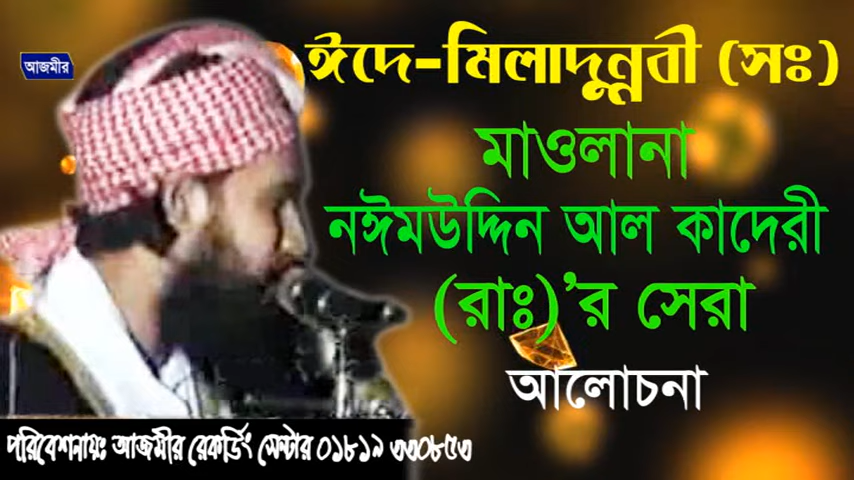 আজমীর
ঈদে-মিলাদুন্নবী (সঃ)
মাওলানা
নঈমউদ্দিন আল কাদেরী
(রাঃ)'র সেরা
আলোচনা
পরিবেশনায়ঃ আজমীর রেকর্ডিং সেন্টার ০১৮১৯ ৩৩০৮৫৩